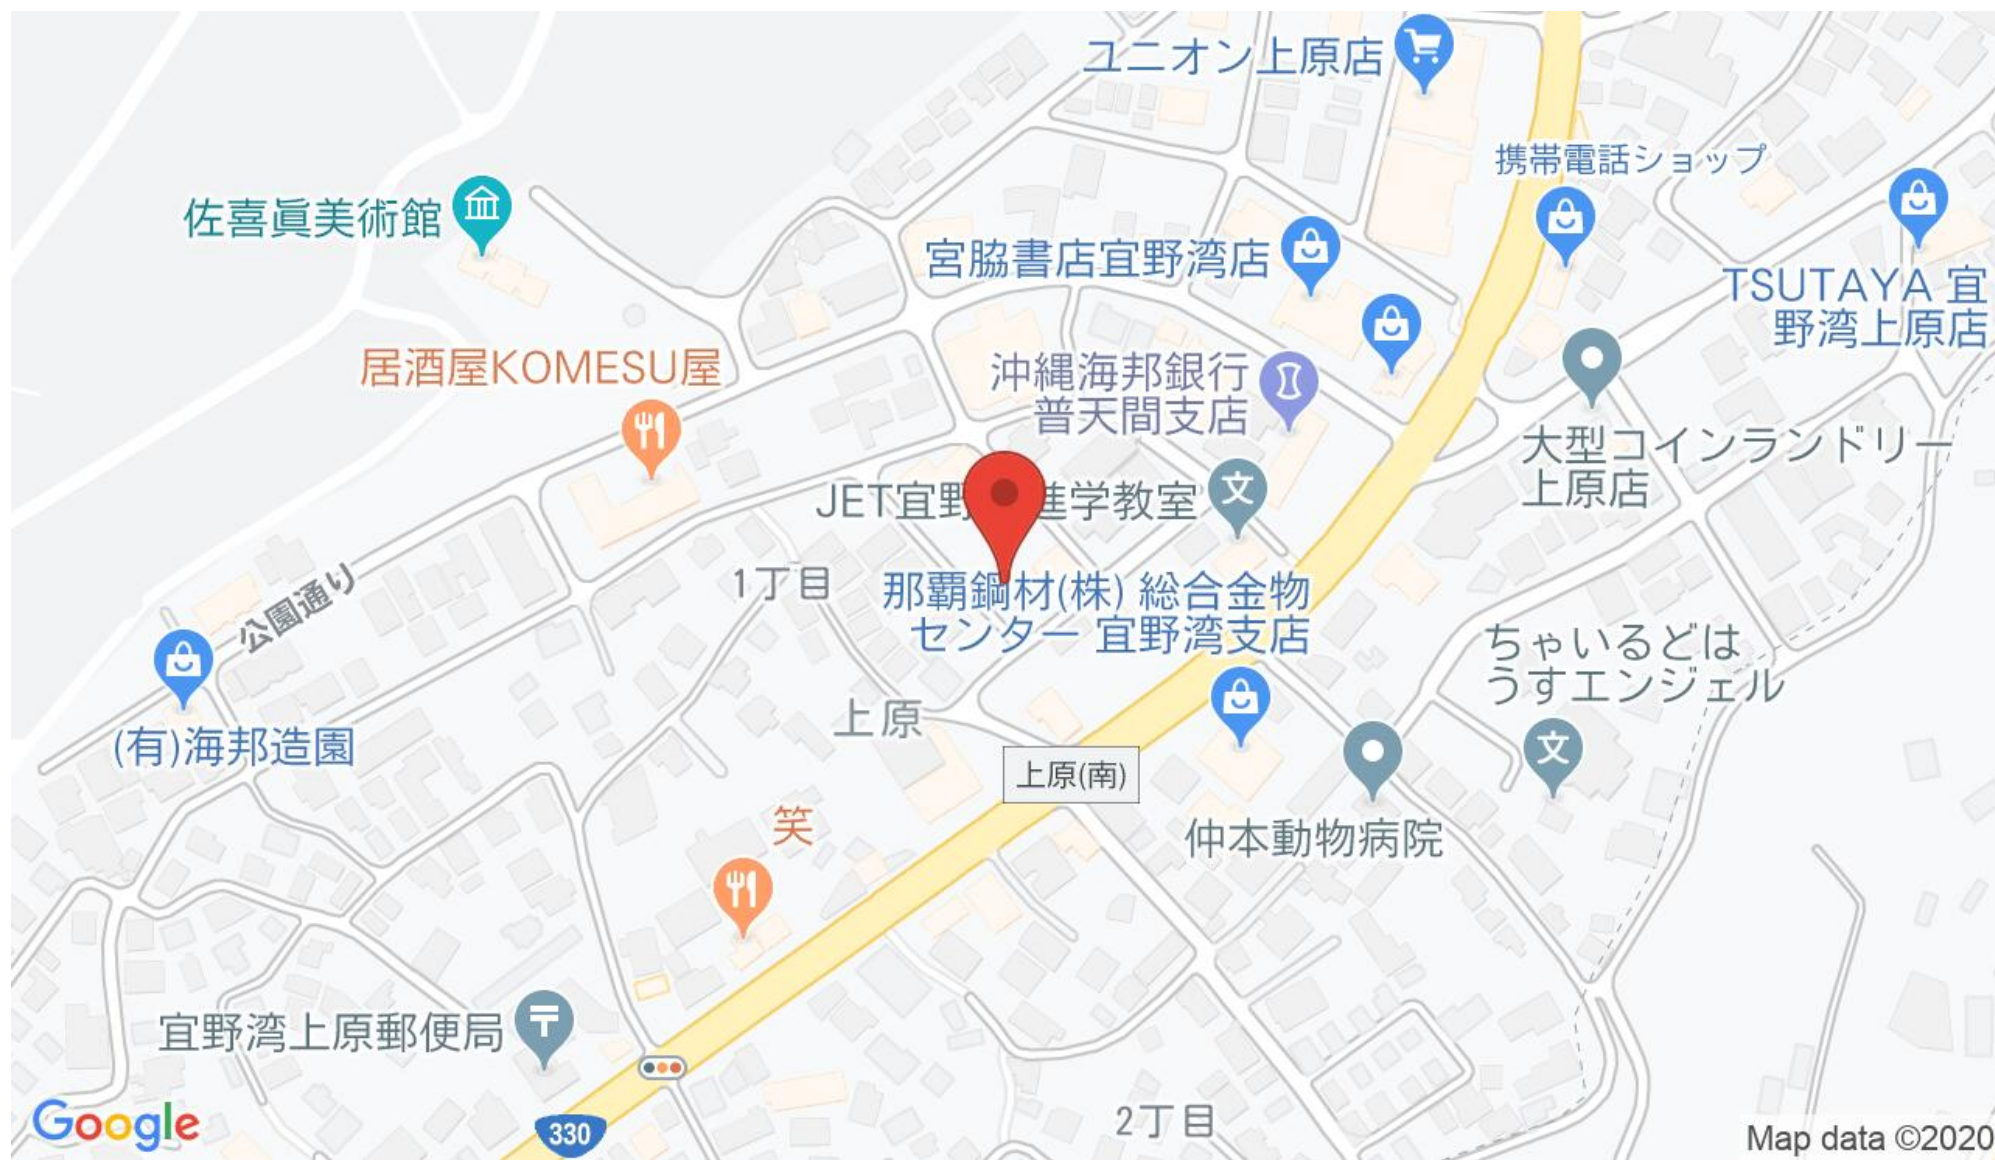 ユニオン上原店
携帯電話ショップ
佐喜眞美術館
宮脇書店宜野湾店
TSUTAYA 宜
野湾上原店
居酒屋KOMESU屋
沖縄海邦銀行
普天間支店
大型コインランドリー
上原店
JET宜野 進学教室
公園通り
1丁目
那覇鋼材(株) 総合金物
センター 宜野湾支店
ちゃいるどは
うすエンジェル
(有)海邦造園
上原
上原(南)
笑
仲本動物病院
宜野湾上原郵便局
2丁目
330
Google
Map data ©2020